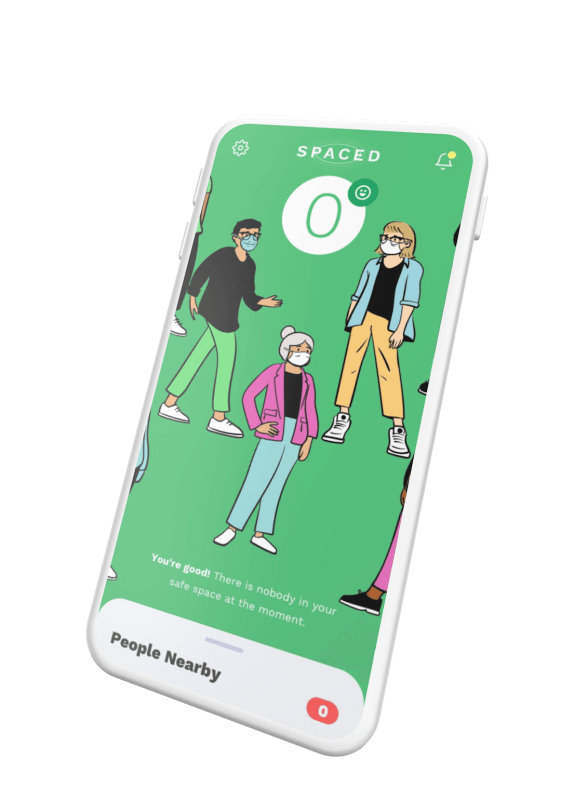 SPACED
0
You're good! There is nobody in your
safe space at the moment.
People Nearby
0